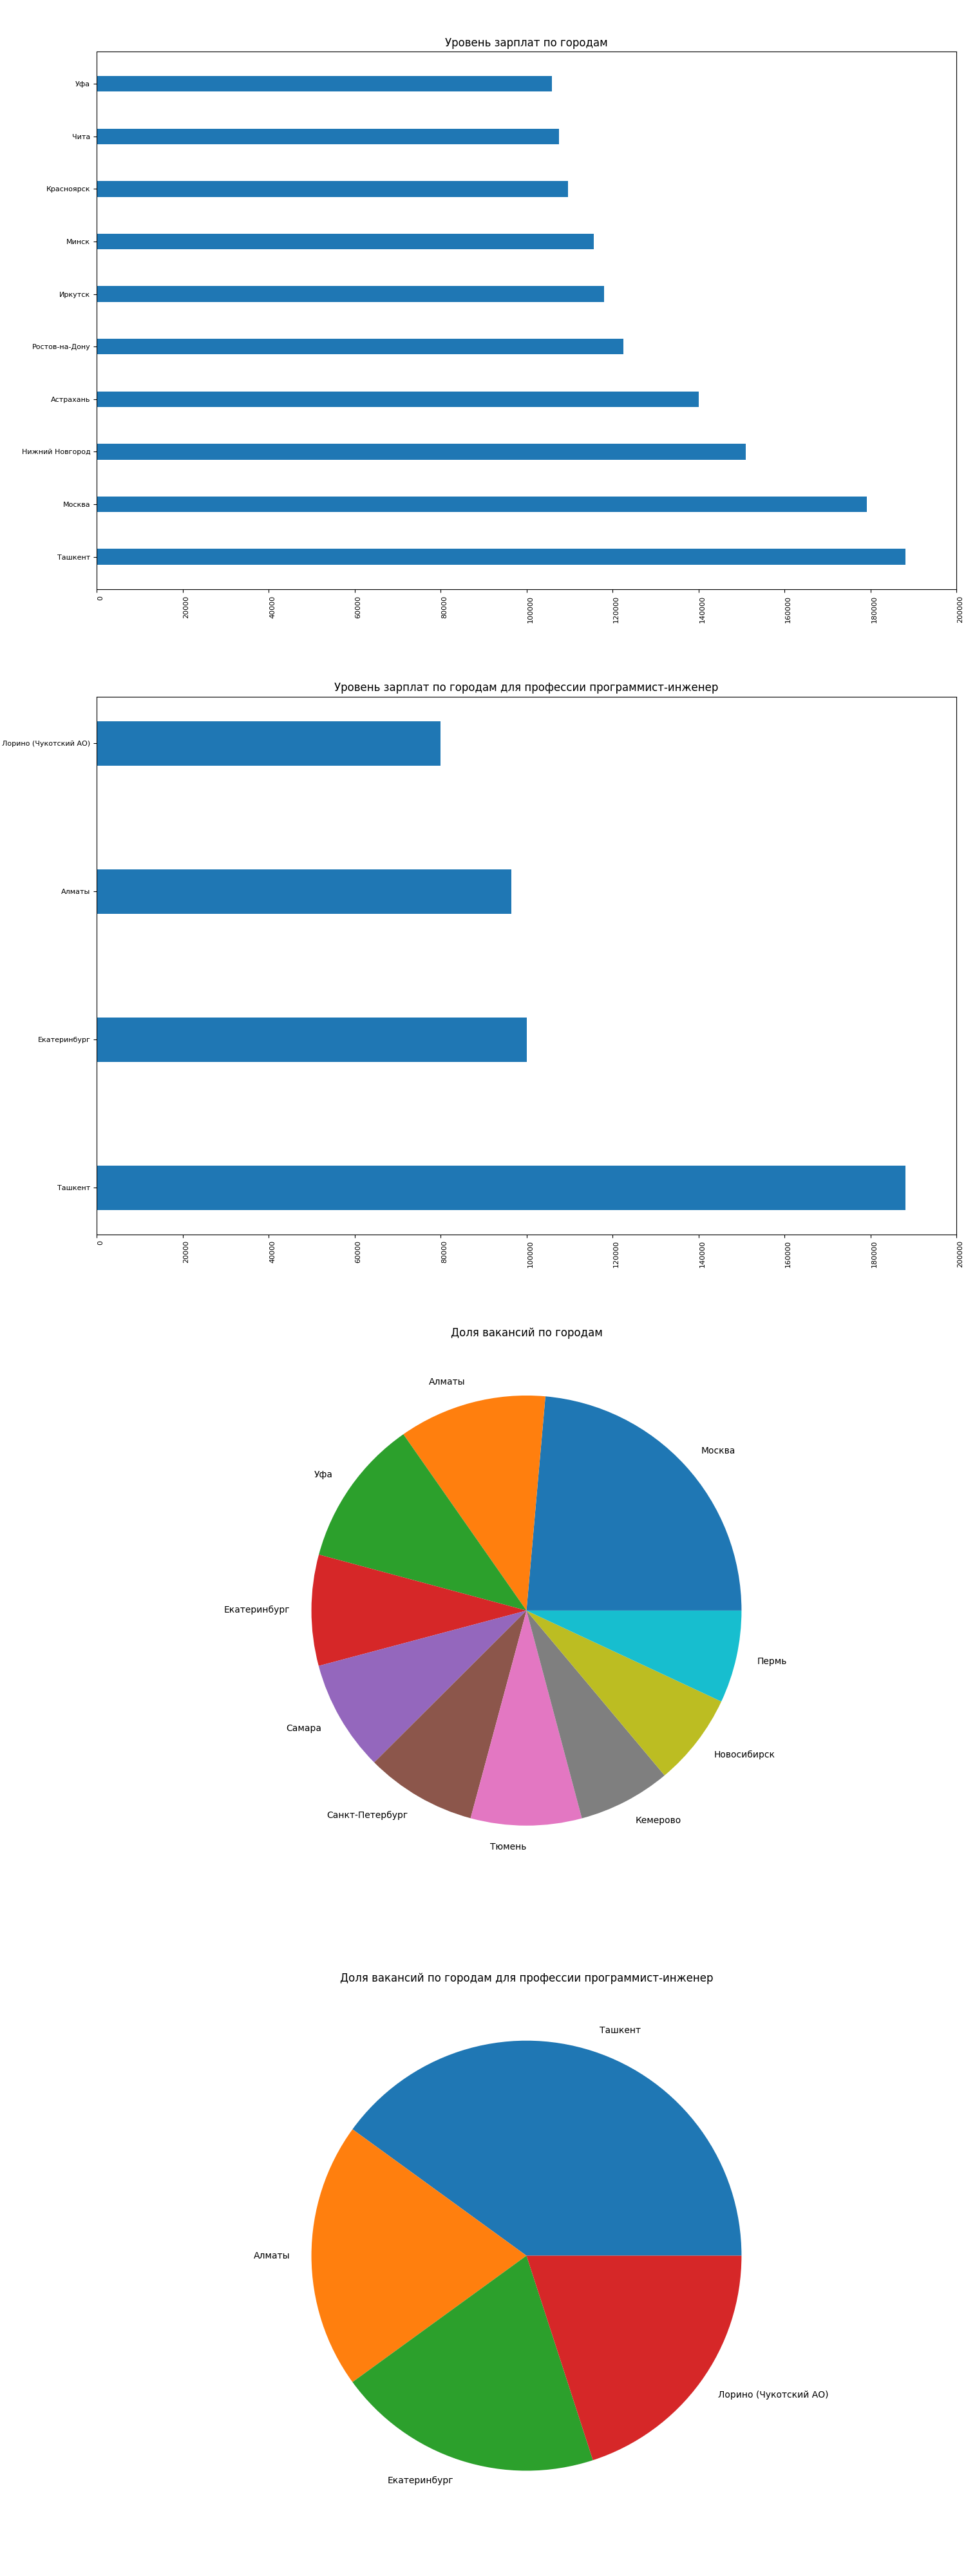 Уровень зарплат по городам
Уфа
Чита
Красноярск
Минск
Иркутск
Ростов-на-Дону
Астрахань
Нижний Новгород
Москва
Ташкент
0
20000
40000
60000
80000
100000
120000
140000
160000
180000
200000
Уровень зарплат по городам для профессии программист-инженер
Лорино (Чукотский АО)
Алматы
Екатеринбург
Ташкент
0
20000
40000
60000
80000
100000
120000
140000
160000
180000
200000
Доля вакансий по городам
Алматы
Москва
Уфа
Екатеринбург
Пермь
Самара
Новосибирск
Санкт-Петербург
Кемерово
Тюмень
Доля вакансий по городам для профессии программист-инженер
Ташкент
Алматы
Лорино (Чукотский АО)
Екатеринбург